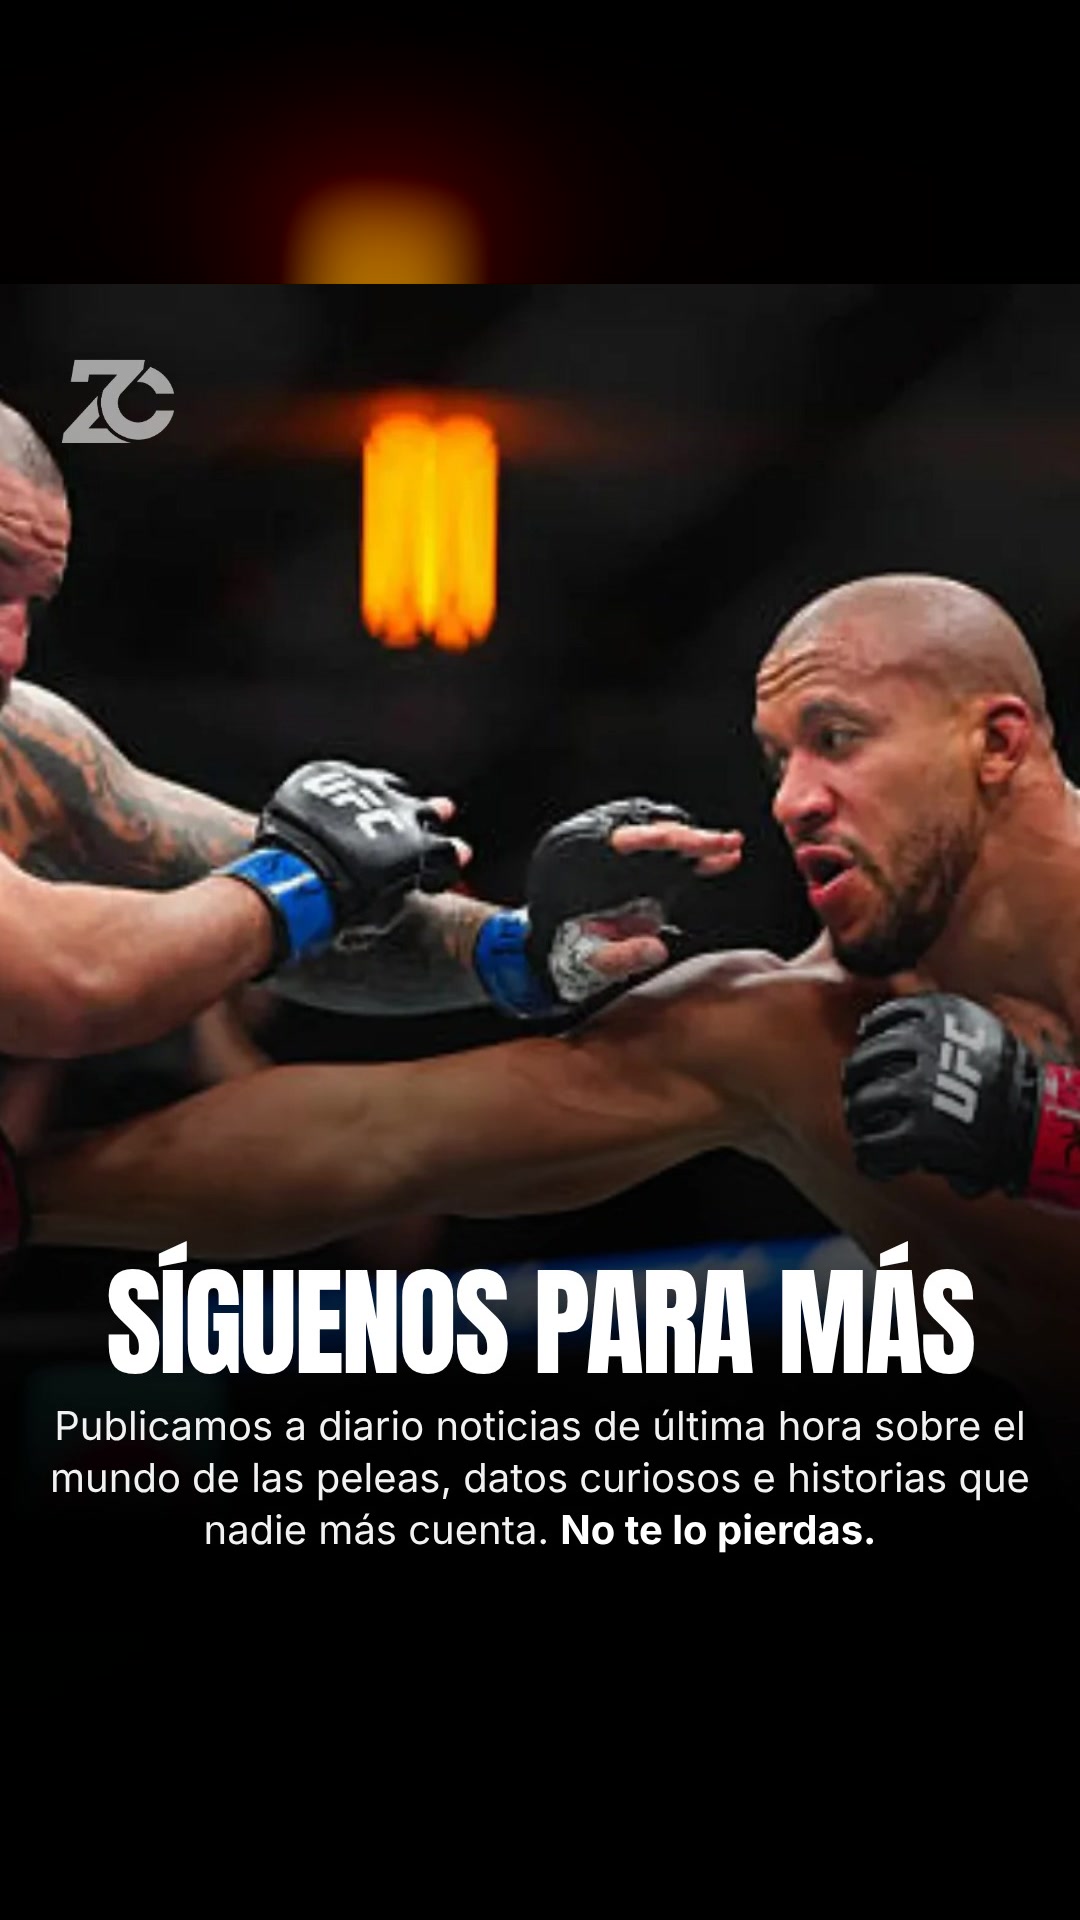 ZC
UFC
UFC
SÍGUENOS PARA MÁS
Publicamos a diario noticias de última hora sobre el
mundo de las peleas, datos curiosos e historias que
nadie más cuenta. No te lo pierdas.